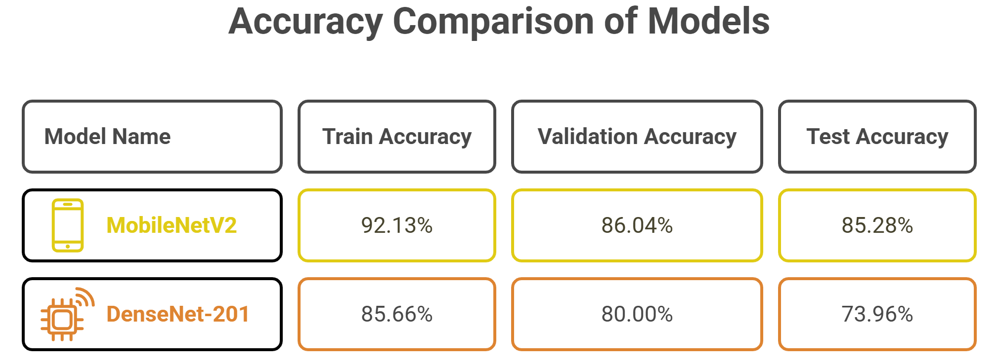 Accuracy Comparison of Models
Model Name Train Accuracy Validation Accuracy Test Accuracy
MobileNetV2 92.13% 86.04% 85.28%
DenseNet-201 85.66% 80.00% 73.96%